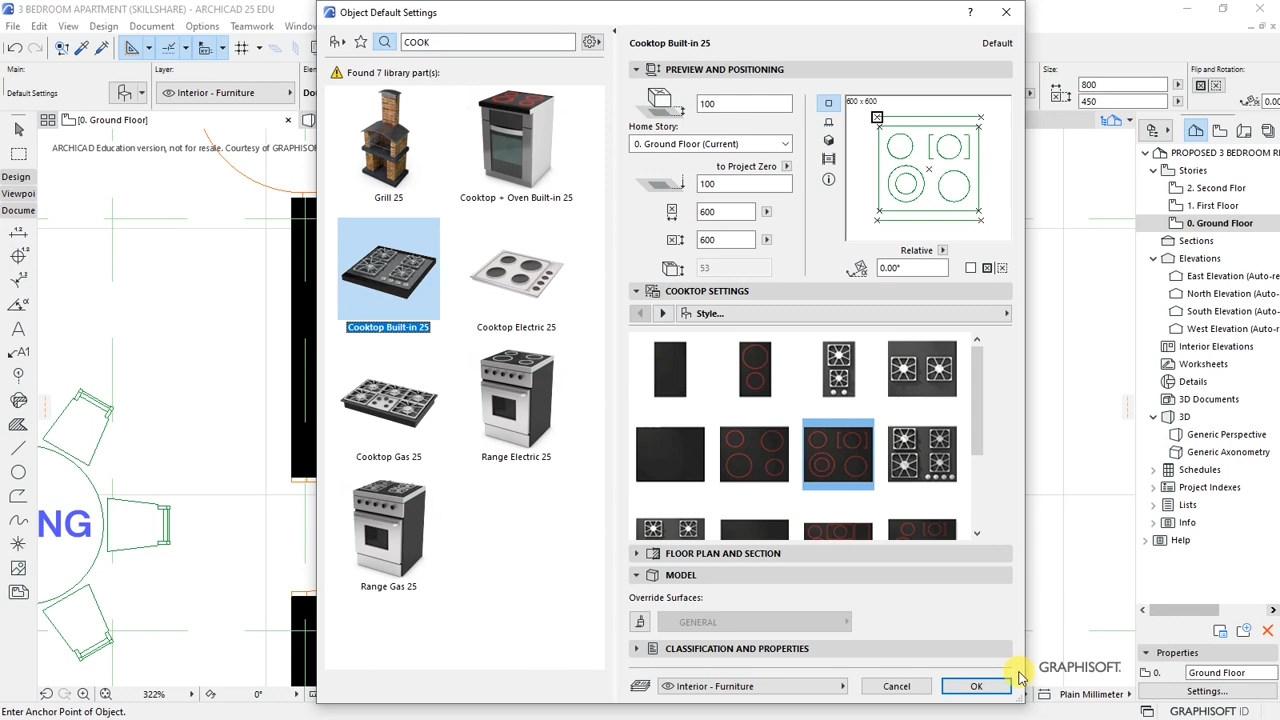 3 BEDROOM APARTMENT (SKILLSHARE) - ARCHICAD 25 EDU
File Edit View Design Document Options Teamwork Window
Main:
Default Settings
Layer:
Interior - Furniture
[0. Ground Floor]
ARCHICAD Education version, not for resale. Courtesy of GRAPHIS
Design
Viewpoi
Docume
NG
322%
0°
Enter Anchor Point of Object.
Object Default Settings
?
COOK
Found 7 library part(s):
Grill 25
Cooktop + Oven Built-in 25
Cooktop Built-in 25
Cooktop Electric 25
Cooktop Gas 25
Range Electric 25
Range Gas 25
Cooktop Built-in 25
Default
PREVIEW AND POSITIONING
100
Home Story:
0. Ground Floor (Current)
to Project Zero
100
600
600
53
600 x 600
Relative
0.00°
COOKTOP SETTINGS
Style...
FLOOR PLAN AND SECTION
MODEL
Override Surfaces:
GENERAL
CLASSIFICATION AND PROPERTIES
Interior - Furniture
Cancel
OK
Size:
800
450
Flip and Rotation:
0.0
PROPOSED 3 BEDROOM R
Stories
2. Second Flor
1. First Floor
0. Ground Floor
Sections
Elevations
East Elevation (Auto-
North Elevation (Auto
South Elevation (Auto
West Elevation (Auto-
Interior Elevations
Worksheets
Details
3D Documents
3D
Generic Perspective
Generic Axonometry
Schedules
Project Indexes
Lists
Info
Help
GRAPHISOFT.
Properties
0.
Ground Floor
Settings...
Plain Millimeter
GRAPHISOFT ID